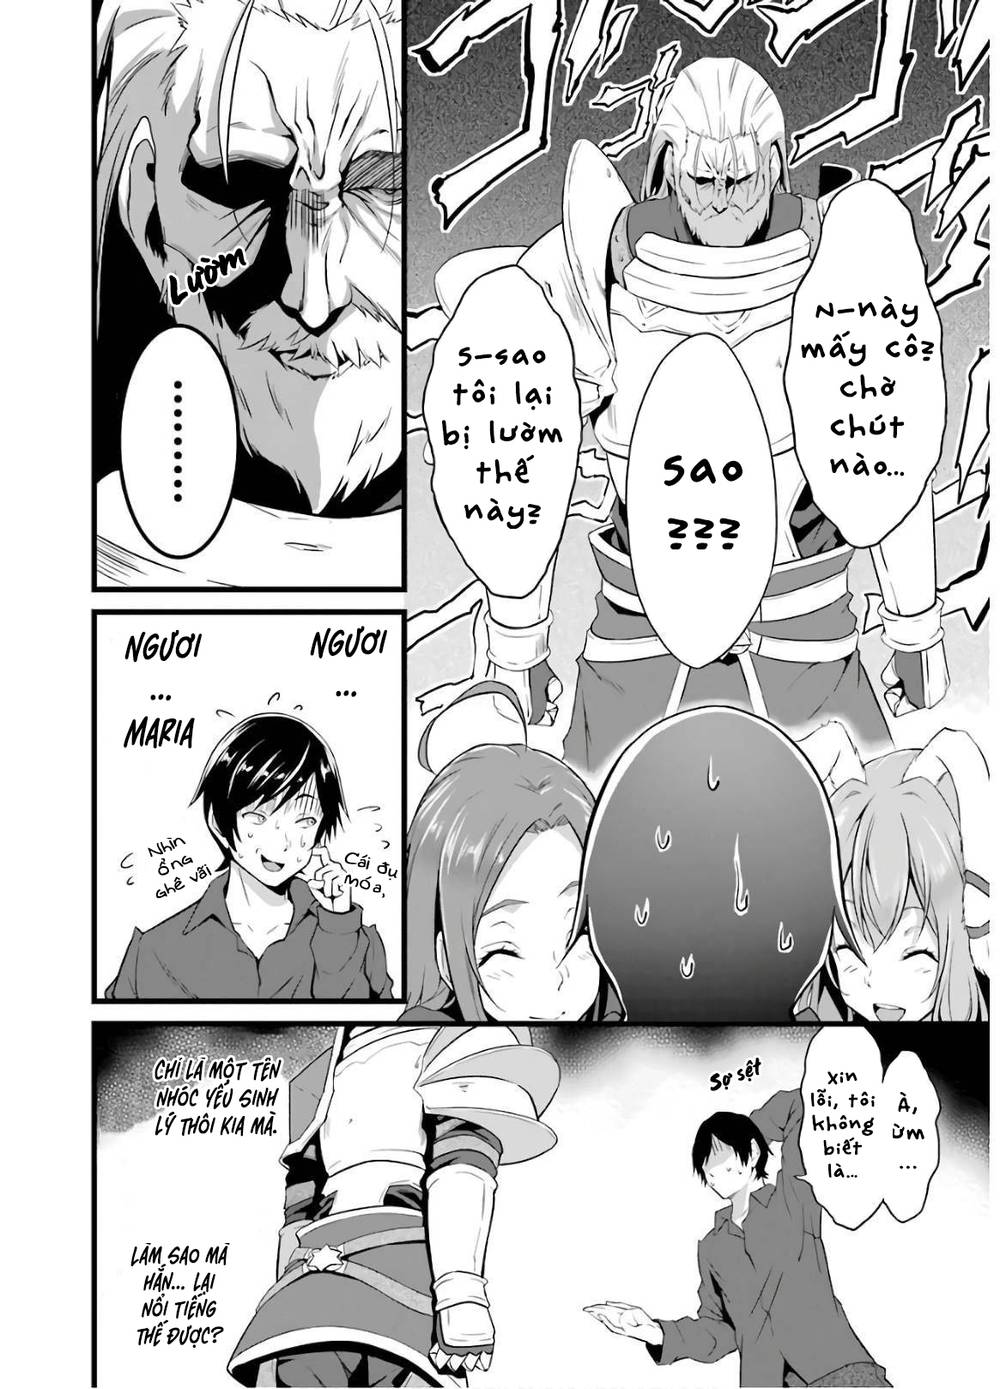 N-này
mấy cô?
chờ
chút
nào...
sao
???
S-sao
tôi lại
bị lườm
thế
này?
Lườm
.........
NGƯƠI
...
NGƯƠI
...
MARIA
Cái đụ
móa,
Nhìn
ổng
ghê vãi
À,
ừm
...
xin
lỗi, tôi
không
biết
là...
Sợ sệt
CHỈ LÀ MỘT TÊN
NHÓC YẾU SINH
LÝ THÔI KIA MÀ.
LÀM SAO MÀ
HẮN... LẠI
NỔI TIẾNG
THẾ ĐƯỢC?